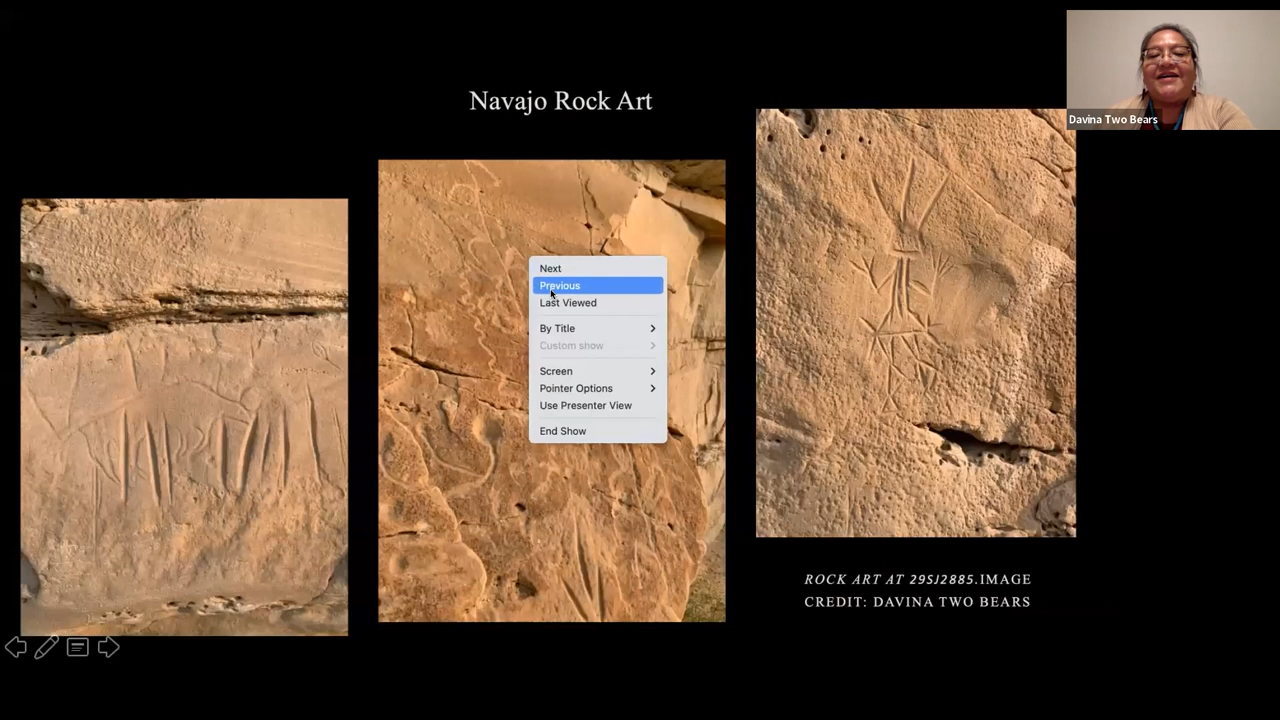 Davina Two Bears
Navajo Rock Art
Next
Previous
Last Viewed
By Title
Custom show
Screen
Pointer Options
Use Presenter View
End Show
ROCK ART AT 29SJ2885.IMAGE
CREDIT: DAVINA TWO BEARS